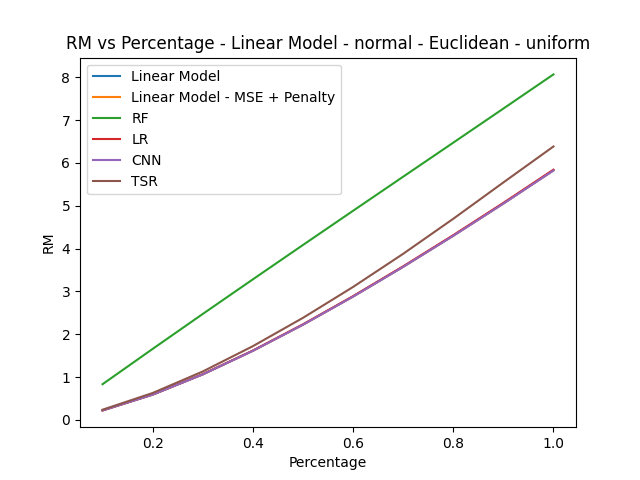 RM vs Percentage - Linear Model - normal - Euclidean - uniform
Linear Model
Linear Model - MSE + Penalty
RF
LR
CNN
TSR
8
7
6
5
4
3
2
1
0
RM
0.2 0.4 0.6 0.8 1.0
Percentage